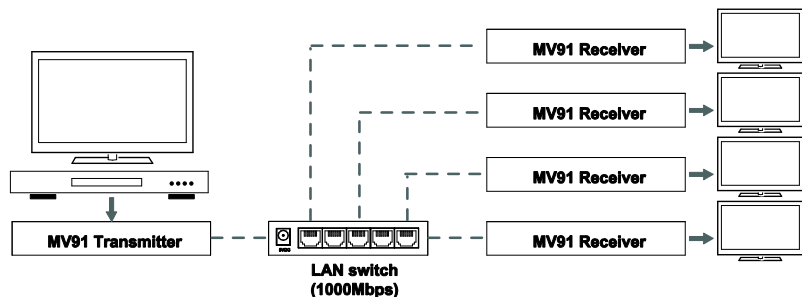 MV91 Receiver
MV91 Receiver
MV91 Receiver
MV91 Transmitter
MV91 Receiver
LAN switch
(1000Mbps)